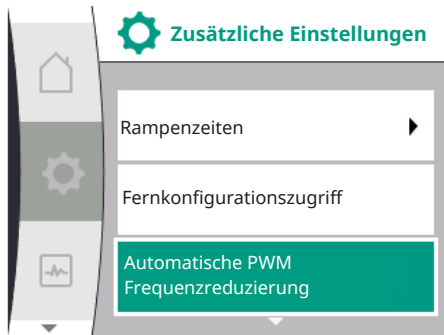 Zusätzliche Einstellungen
Rampenzeiten
Fernkonfigurationszugriff
Automatische PWM
Frequenzreduzierung